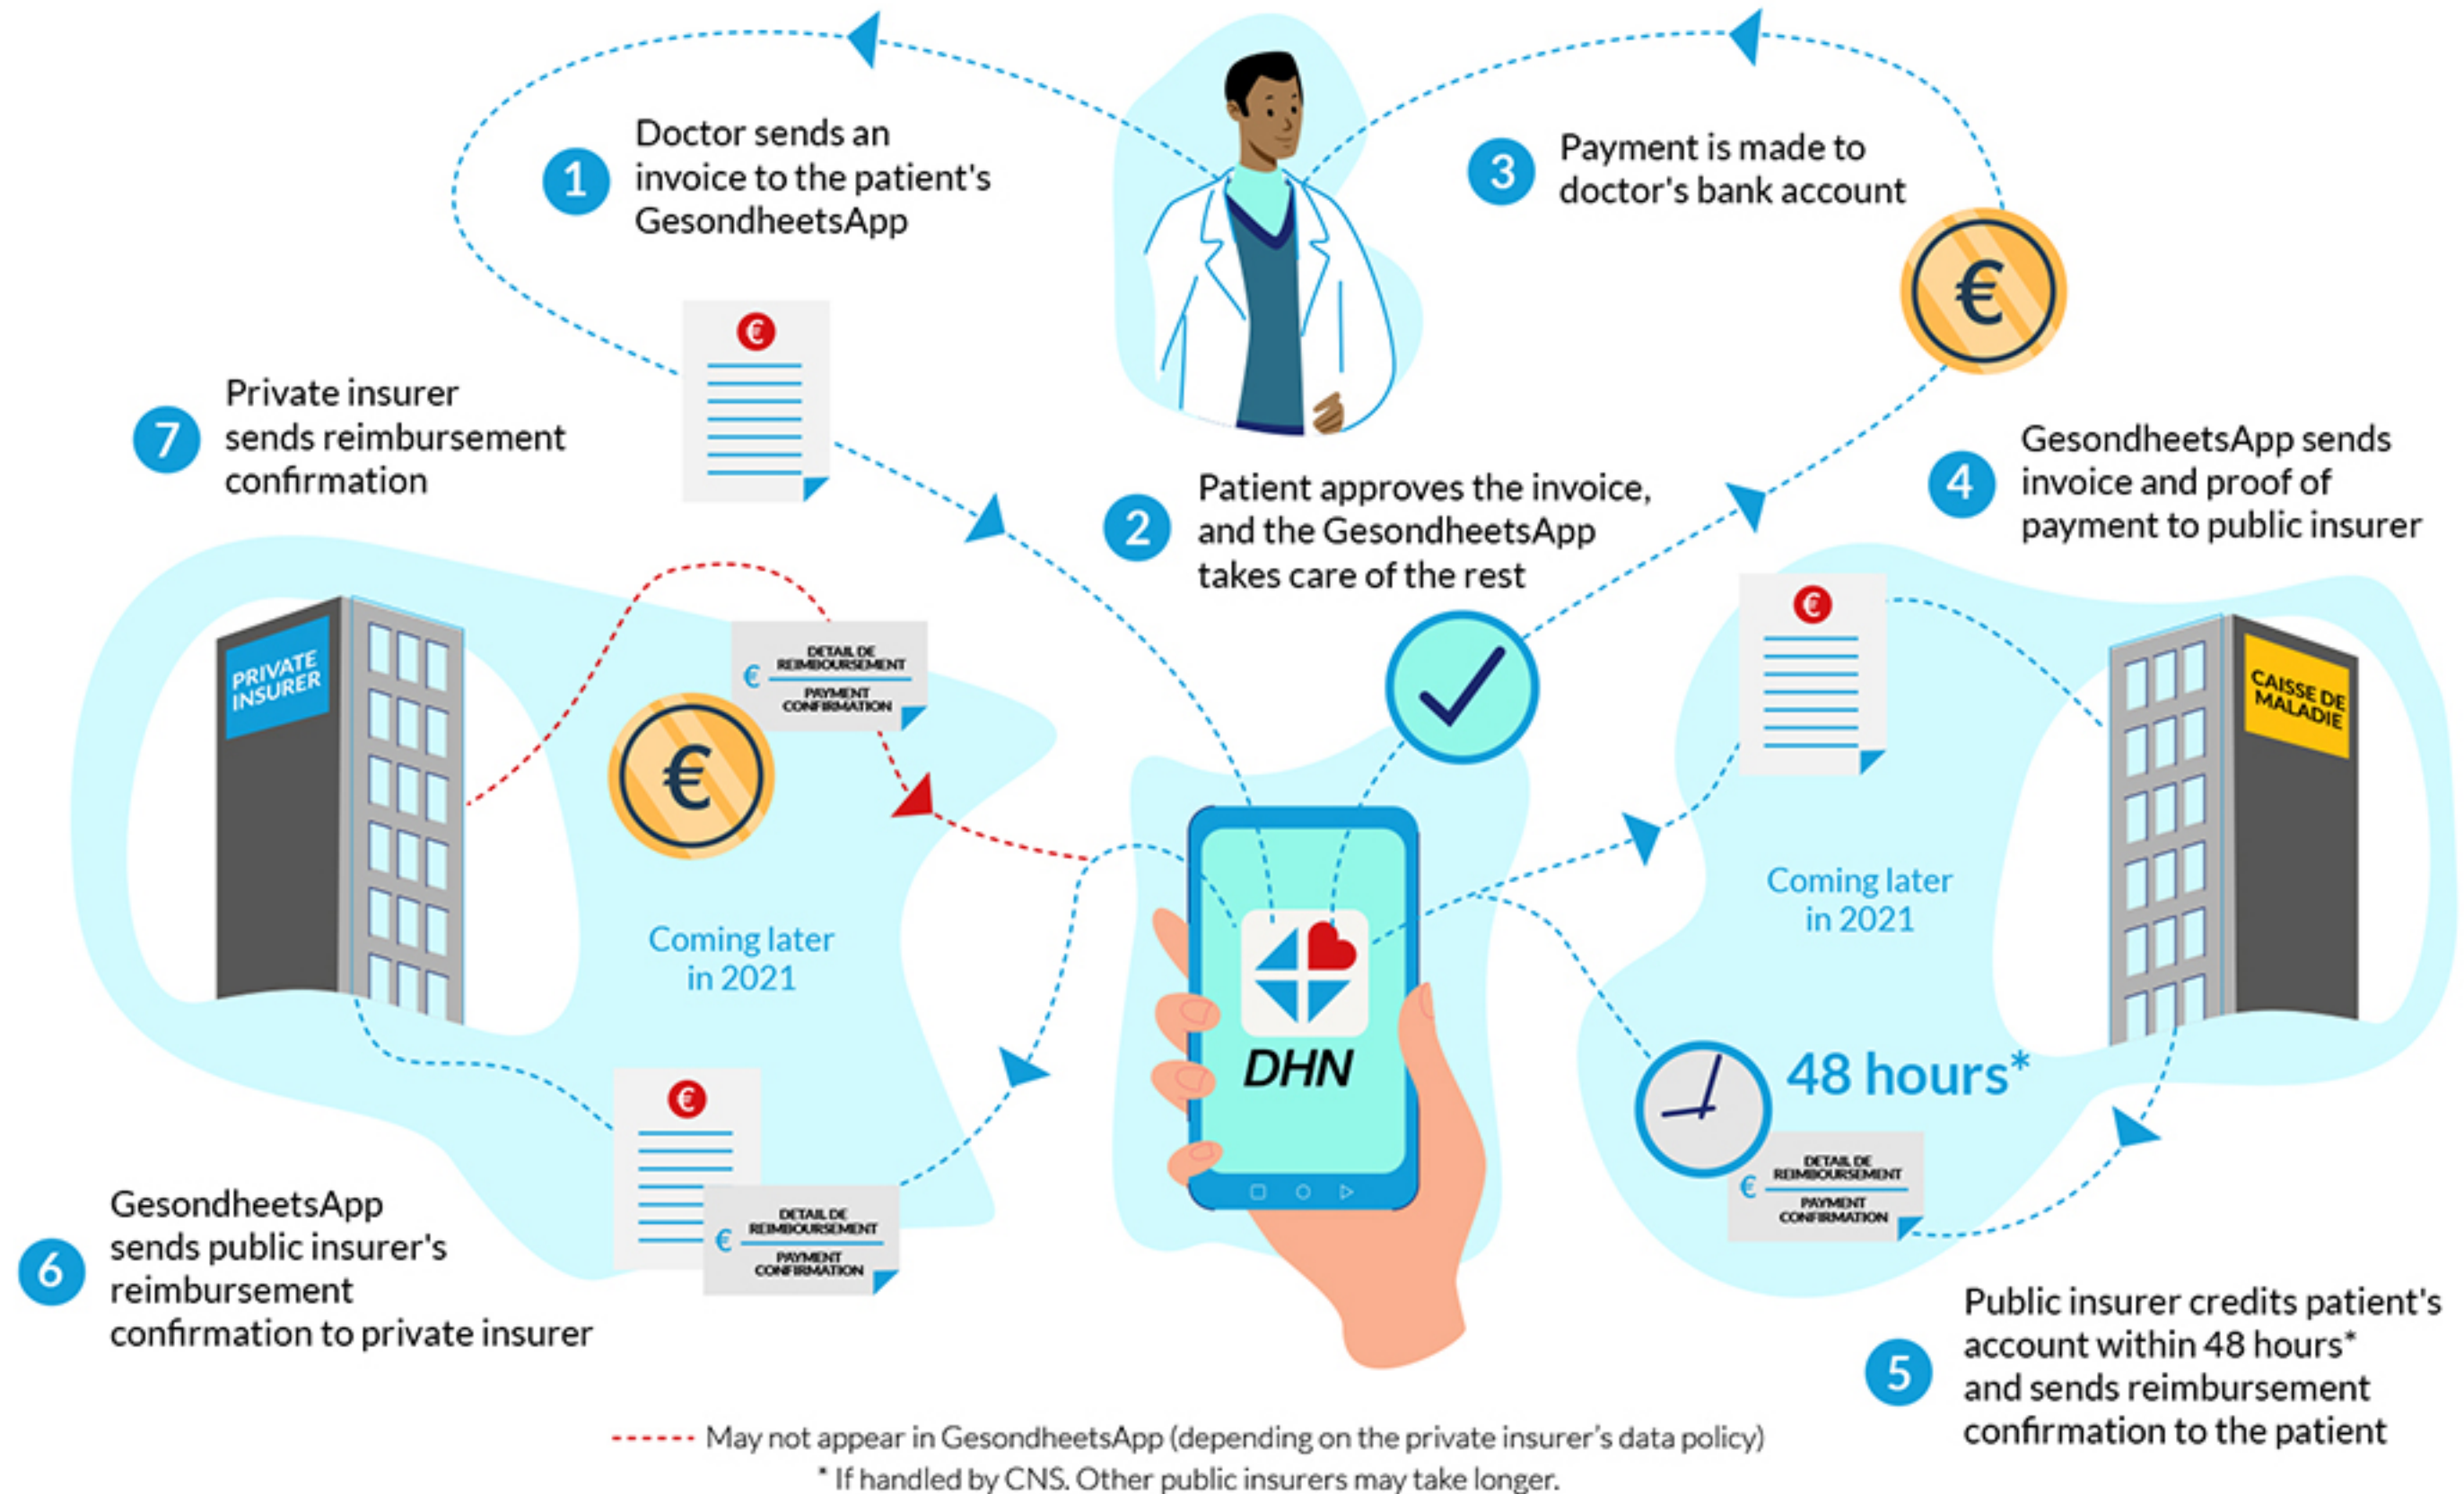 1
Doctor sends an
invoice to the patient's
GesondheetsApp
3
Payment is made to
doctor's bank account
€
€
7
Private insurer
sends reimbursement
confirmation
2
Patient approves the invoice,
and the GesondheetsApp
takes care of the rest
4
GesondheetsApp sends
invoice and proof of
payment to public insurer
PRIVATE
INSURER
€
DETAIL DE
REIMBOURSEMENT
PAYMENT
CONFIRMATION
€
€
CAISSE DE
MALADIE
Coming later
in 2021
Coming later
in 2021
DHN
48 hours*
€
DETAIL DE
REIMBOURSEMENT
PAYMENT
CONFIRMATION
€
€
DETAIL DE
REIMBOURSEMENT
PAYMENT
CONFIRMATION
6
GesondheetsApp
sends public insurer's
reimbursement
confirmation to private insurer
5
Public insurer credits patient's
account within 48 hours*
and sends reimbursement
confirmation to the patient
May not appear in GesondheetsApp (depending on the private insurer's data policy)
* If handled by CNS. Other public insurers may take longer.